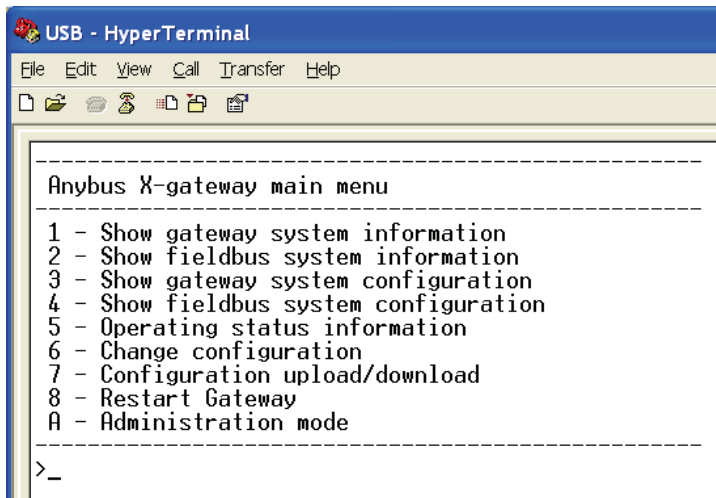 USB - HyperTerminal
File Edit View Call Transfer Help
Anybus X-gateway main menu
1 - Show gateway system information
2 - Show fieldbus system information
3 - Show gateway system configuration
4 - Show fieldbus system configuration
5 - Operating status information
6 - Change configuration
7 - Configuration upload/download
8 - Restart Gateway
A - Administration mode
>_